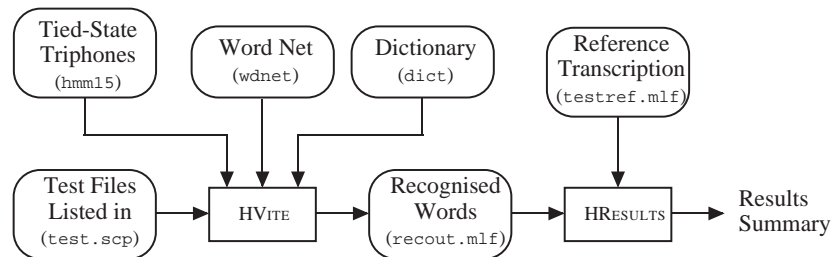 Tied-State
Triphones
(hmm15)
Word Net
(wdnet)
Dictionary
(dict)
Reference
Transcription
(testref.mlf)
Test Files
Listed in
(test.scp)
HVITE
Recognised
Words
(recout.mlf)
HRESULTS
Results
Summary